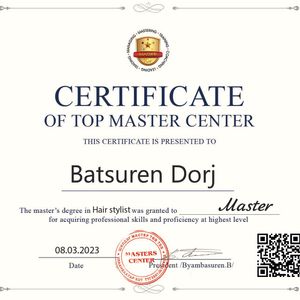 CERTIFICATE
OF TOP MASTER CENTER
THIS CERTIFICATE IS PRESENTED TO
Batsuren Dorj
The master's degree in Hair stylist was granted to Master
for acquiring professional skills and proficiency at highest level
08.03.2023
Date
President /Byambasuren.B/
MASTERS
CENTER